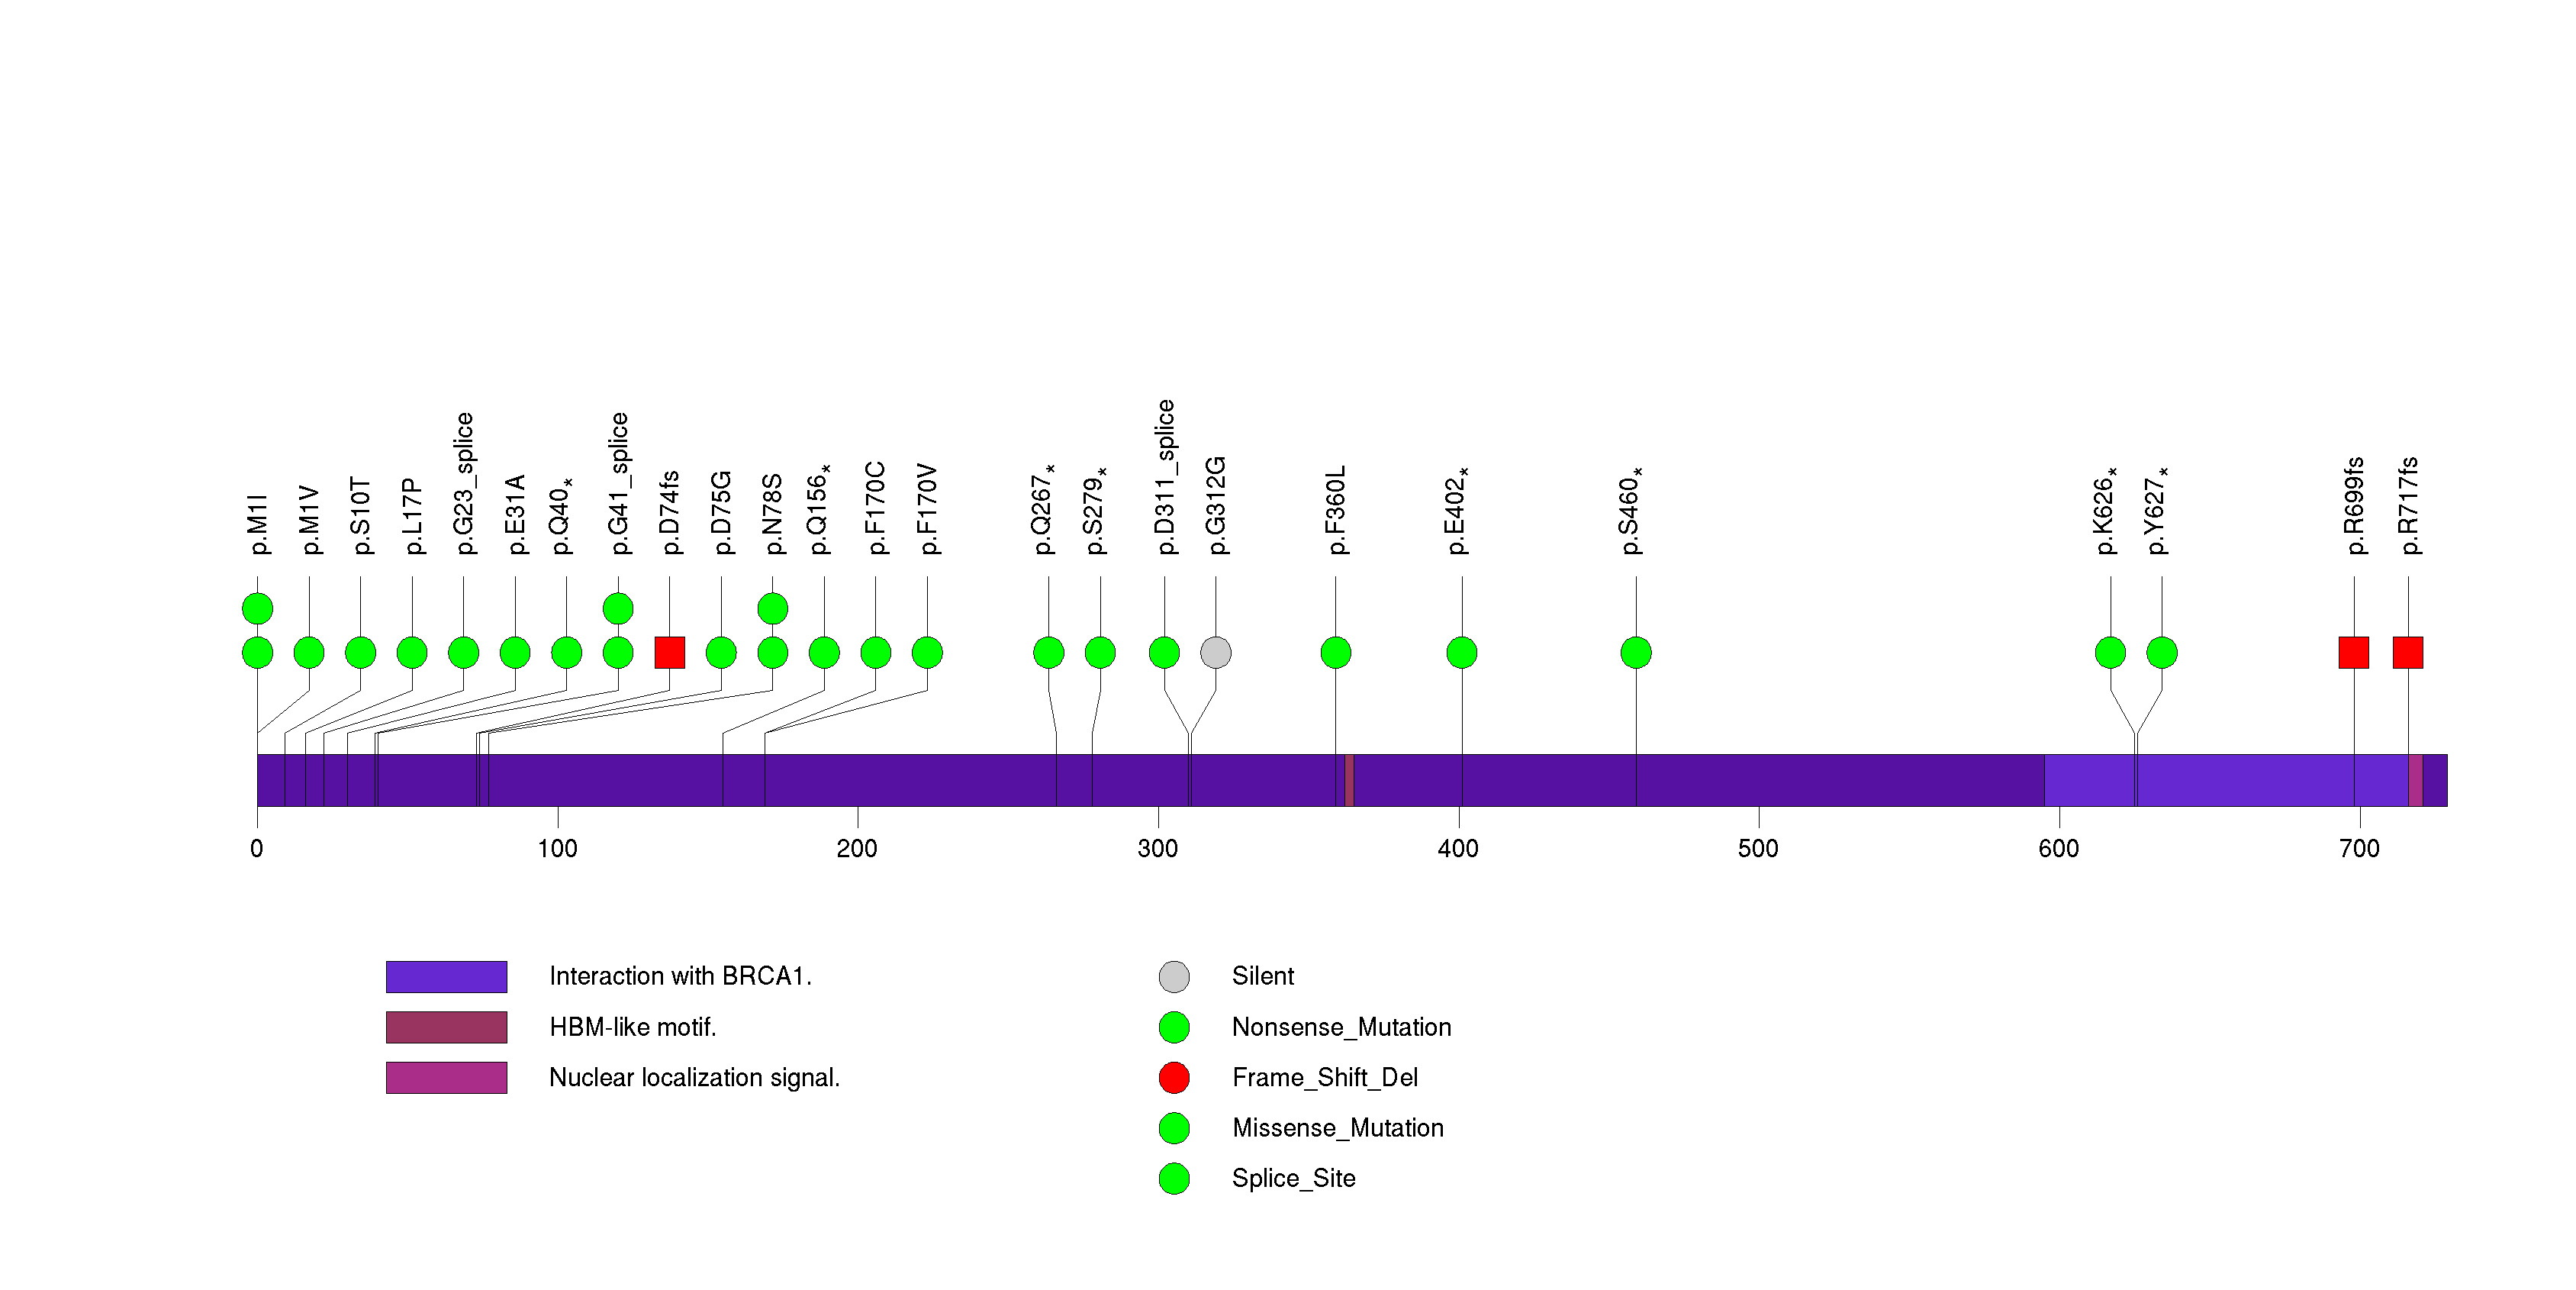 p.M1I
p.M1V
p.S10T
p.L17P
p.G23_splice
p.E31A
p.Q40*
p.G41_splice
p.D74fs
p.D75G
p.N78S
p.Q156*
p.F170C
p.F170V
p.Q267*
p.S279*
p.D311_splice
p.G312G
p.F360L
p.E402*
p.S460*
p.K626*
p.Y627*
p.R699fs
p.R717fs
0 100 200 300 400 500 600 700
Interaction with BRCA1.
HBM-like motif.
Nuclear localization signal.
Silent
Nonsense_Mutation
Frame_Shift_Del
Missense_Mutation
Splice_Site